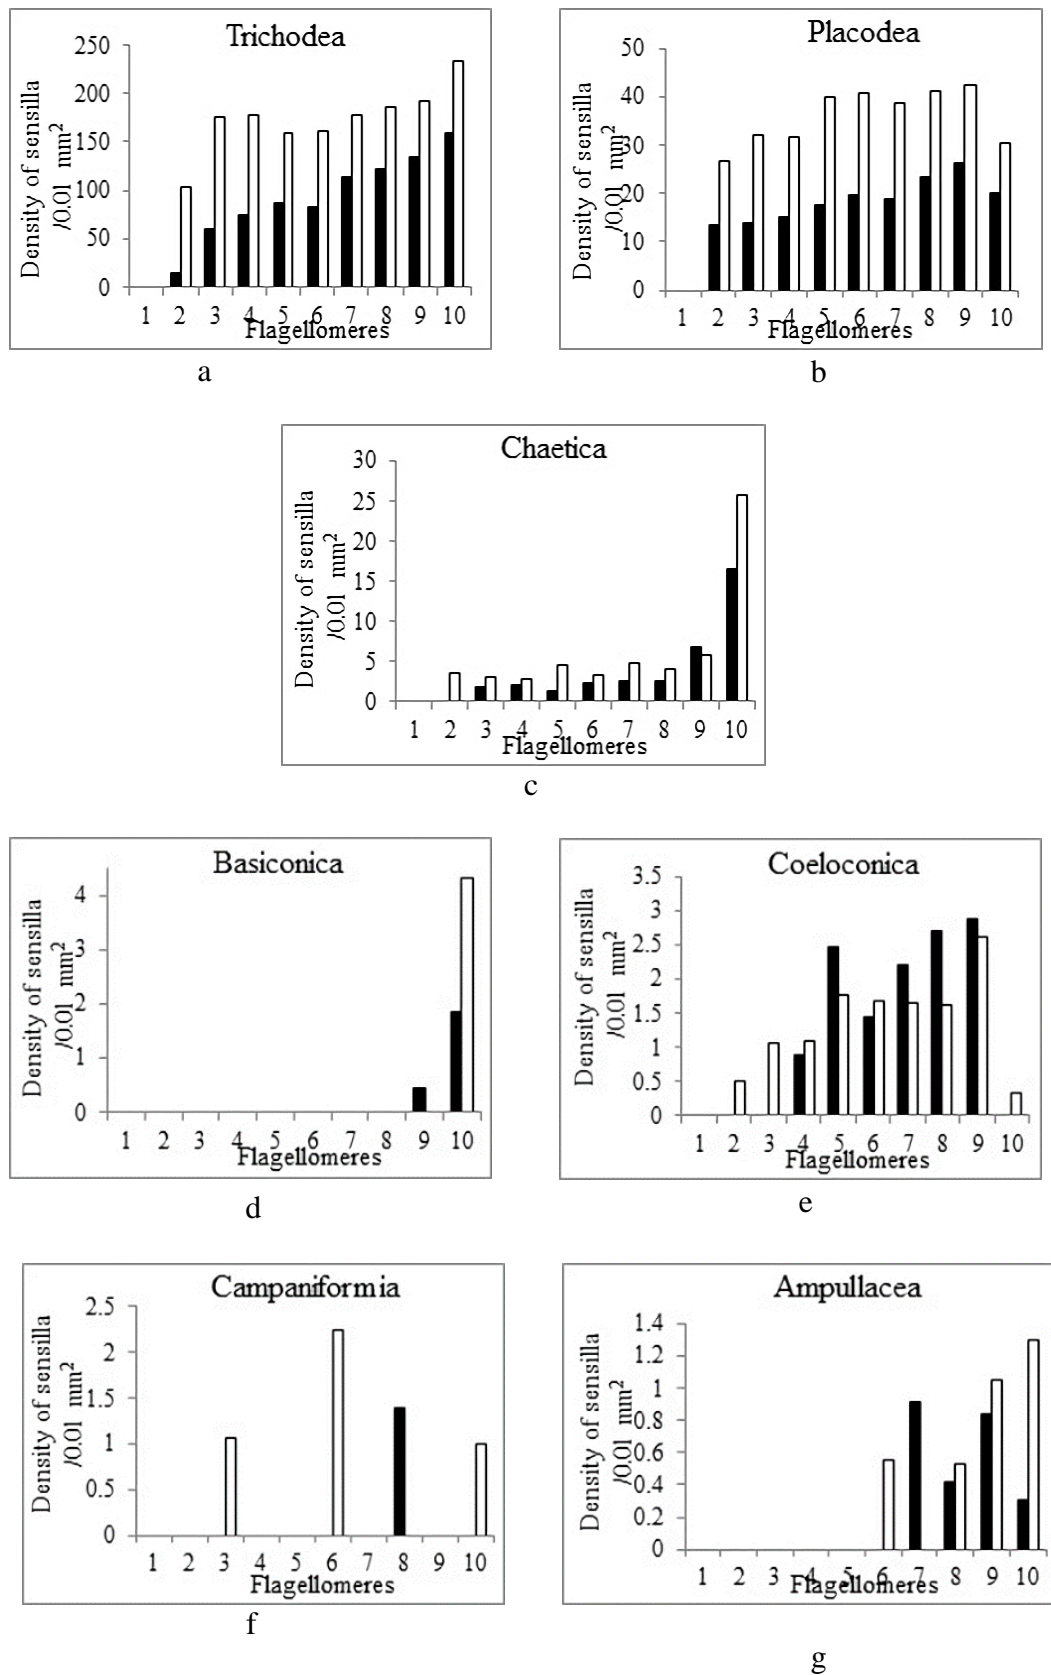 Trichodea
Density of sensilla
/0.01 mm²
250
200
150
100
50
0
1 2 3 4 5 6 7 8 9 10
Flagellomeres
a
Placodea
Density of sensilla
/0.01 mm²
50
40
30
20
10
0
1 2 3 4 5 6 7 8 9 10
Flagellomeres
b
Chaetica
Density of sensilla
/0.01 mm²
30
25
20
15
10
5
0
1 2 3 4 5 6 7 8 9 10
Flagellomeres
c
Basiconica
Density of sensilla
/0.01 mm²
4
3
2
1
0
1 2 3 4 5 6 7 8 9 10
Flagellomeres
d
Coeloconica
Density of sensilla
/0.01 mm²
3.5
3
2.5
2
1.5
1
0.5
0
1 2 3 4 5 6 7 8 9 10
Flagellomeres
e
Campaniformia
Density of sensilla
/0.01 mm²
2.5
2
1.5
1
0.5
0
1 2 3 4 5 6 7 8 9 10
Flagellomeres
f
Ampullacea
Density of sensilla
/0.01 mm²
1.4
1.2
1
0.8
0.6
0.4
0.2
0
1 2 3 4 5 6 7 8 9 10
Flagellomeres
g